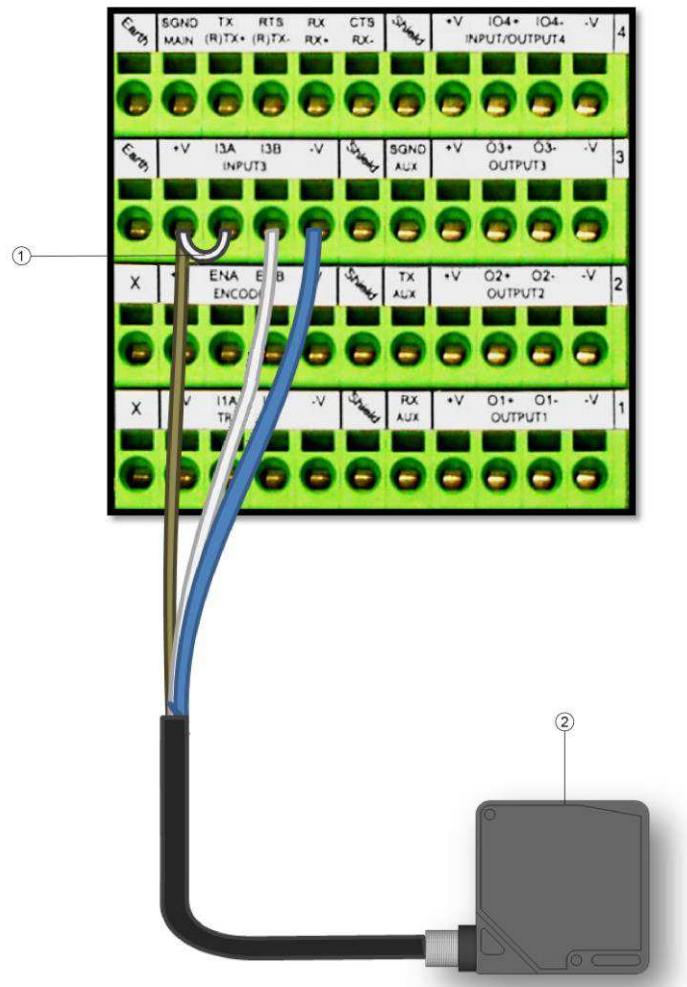 Earth SGND TX RTS RX CTS Shield +V IO4+ IO4- -V 4
MAIN (R)TX+ (R)TX- RX+ RX- INPUT/OUTPUT4
Earth +V I3A I3B -V Shield SGND +V O3+ O3- -V 3
INPUT3 AUX OUTPUT3
1
X ENA Shield TX +V O2+ O2- -V 2
AUX OUTPUT2
X I1A -V Shield RX +V O1+ O1- -V 1
AUX OUTPUT1
2